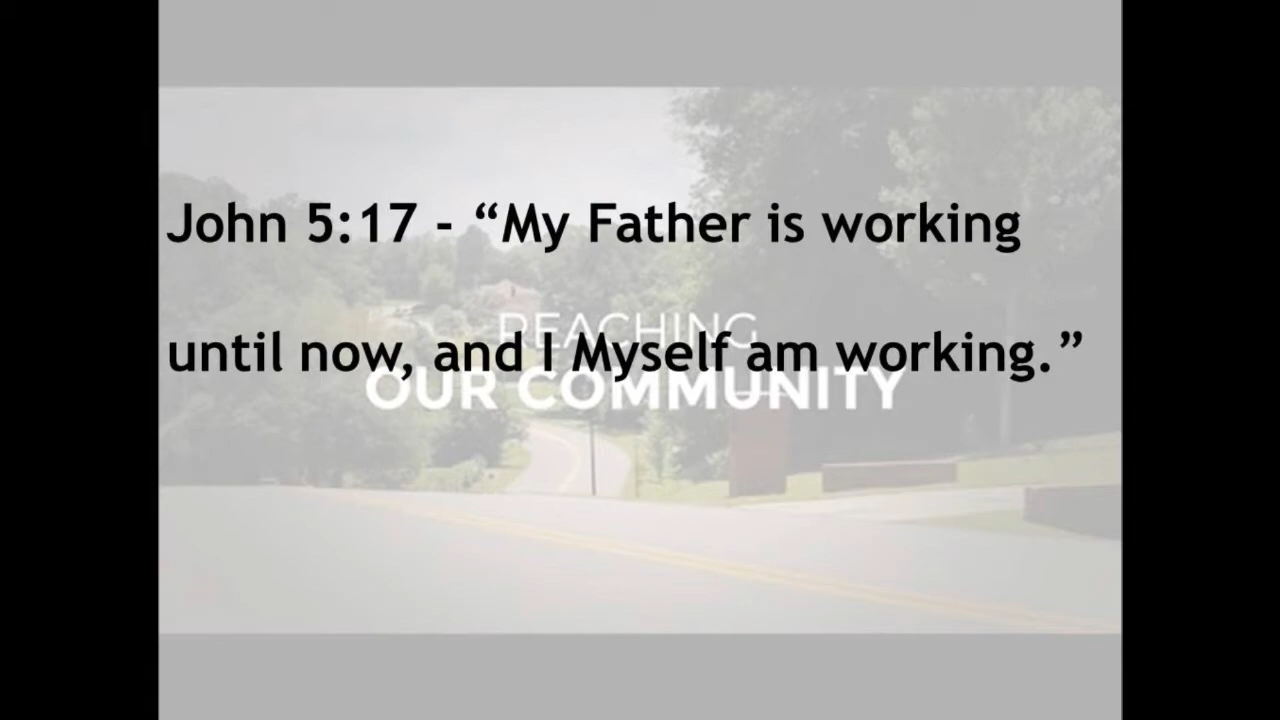 John 5:17 - “My Father is working
REACHING
until now, and I Myself am working.”
OUR COMMUNITY